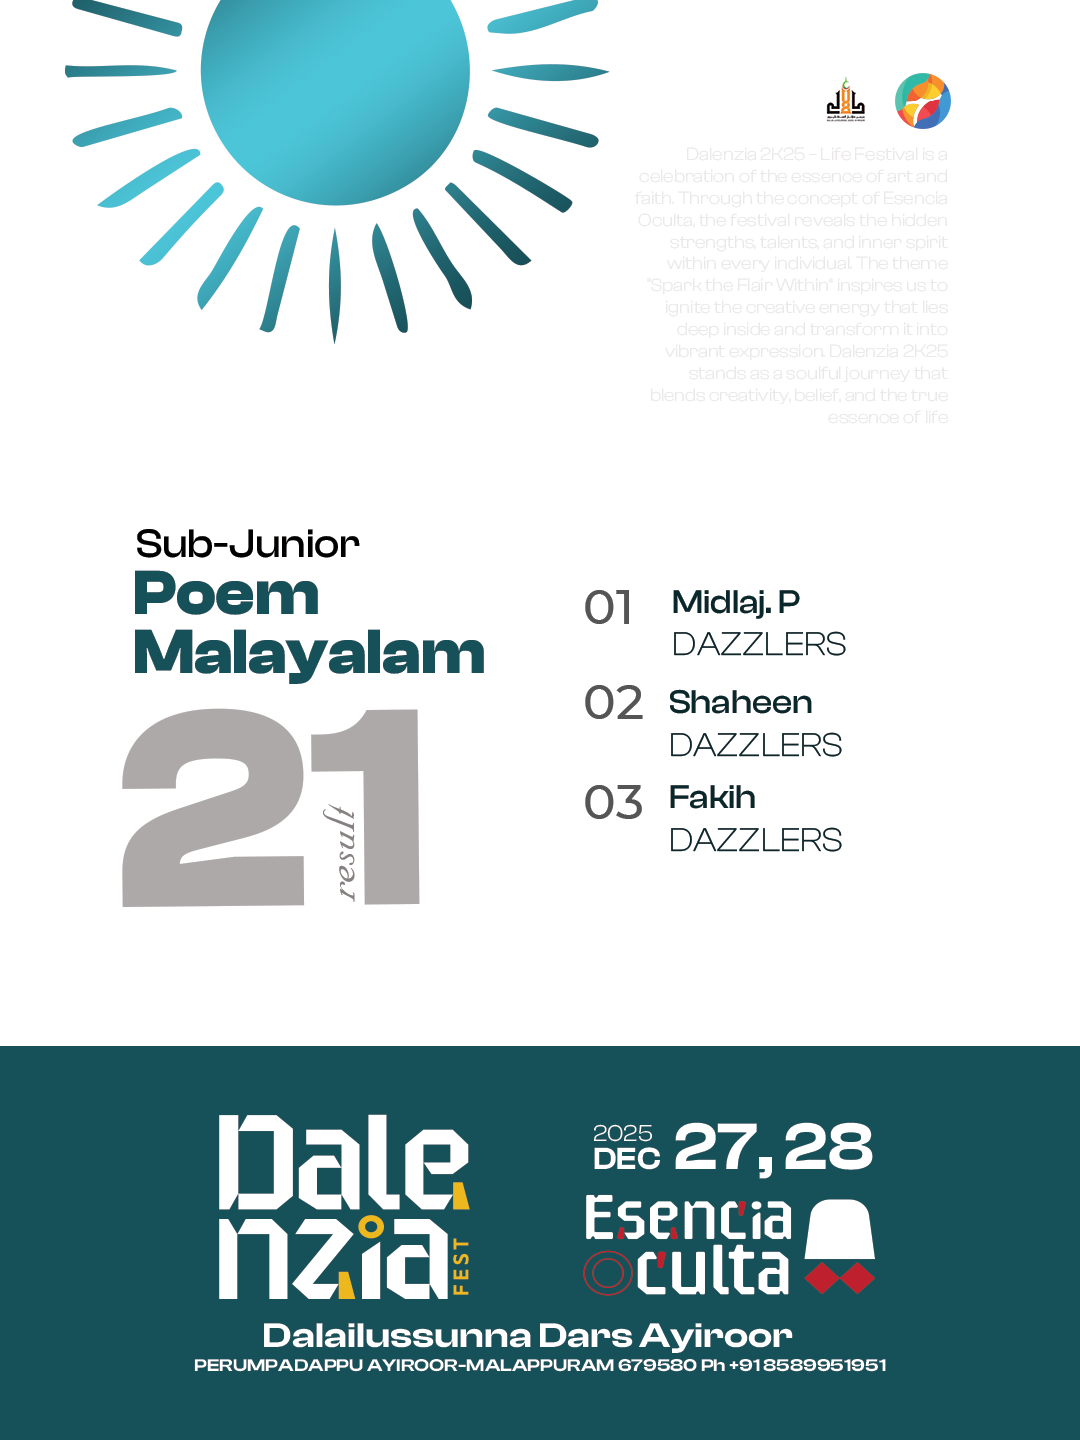 Dalenzia 2K25 – Life Festival is a
celebration of the essence of art and
faith. Through the concept of Esencia
Oculta, the festival reveals the hidden
strengths, talents, and inner spirit
within every individual. The theme
"Spark the Flair Within" inspires us to
ignite the creative energy that lies
deep inside and transform it into
vibrant expression. Dalenzia 2K25
stands as a soulful journey that
blends creativity, belief, and the true
essence of life
Sub-Junior
Poem
Malayalam
21
result
01 Midlaj. P
DAZZLERS
02 Shaheen
DAZZLERS
03 Fakih
DAZZLERS
Dale
nzia
FEST
2025
DEC 27, 28
Esencia
Oculta
Dalailussunna Dars Ayiroor
PERUMPADAPPU AYIROOR-MALAPPURAM 679580 Ph +918589951951